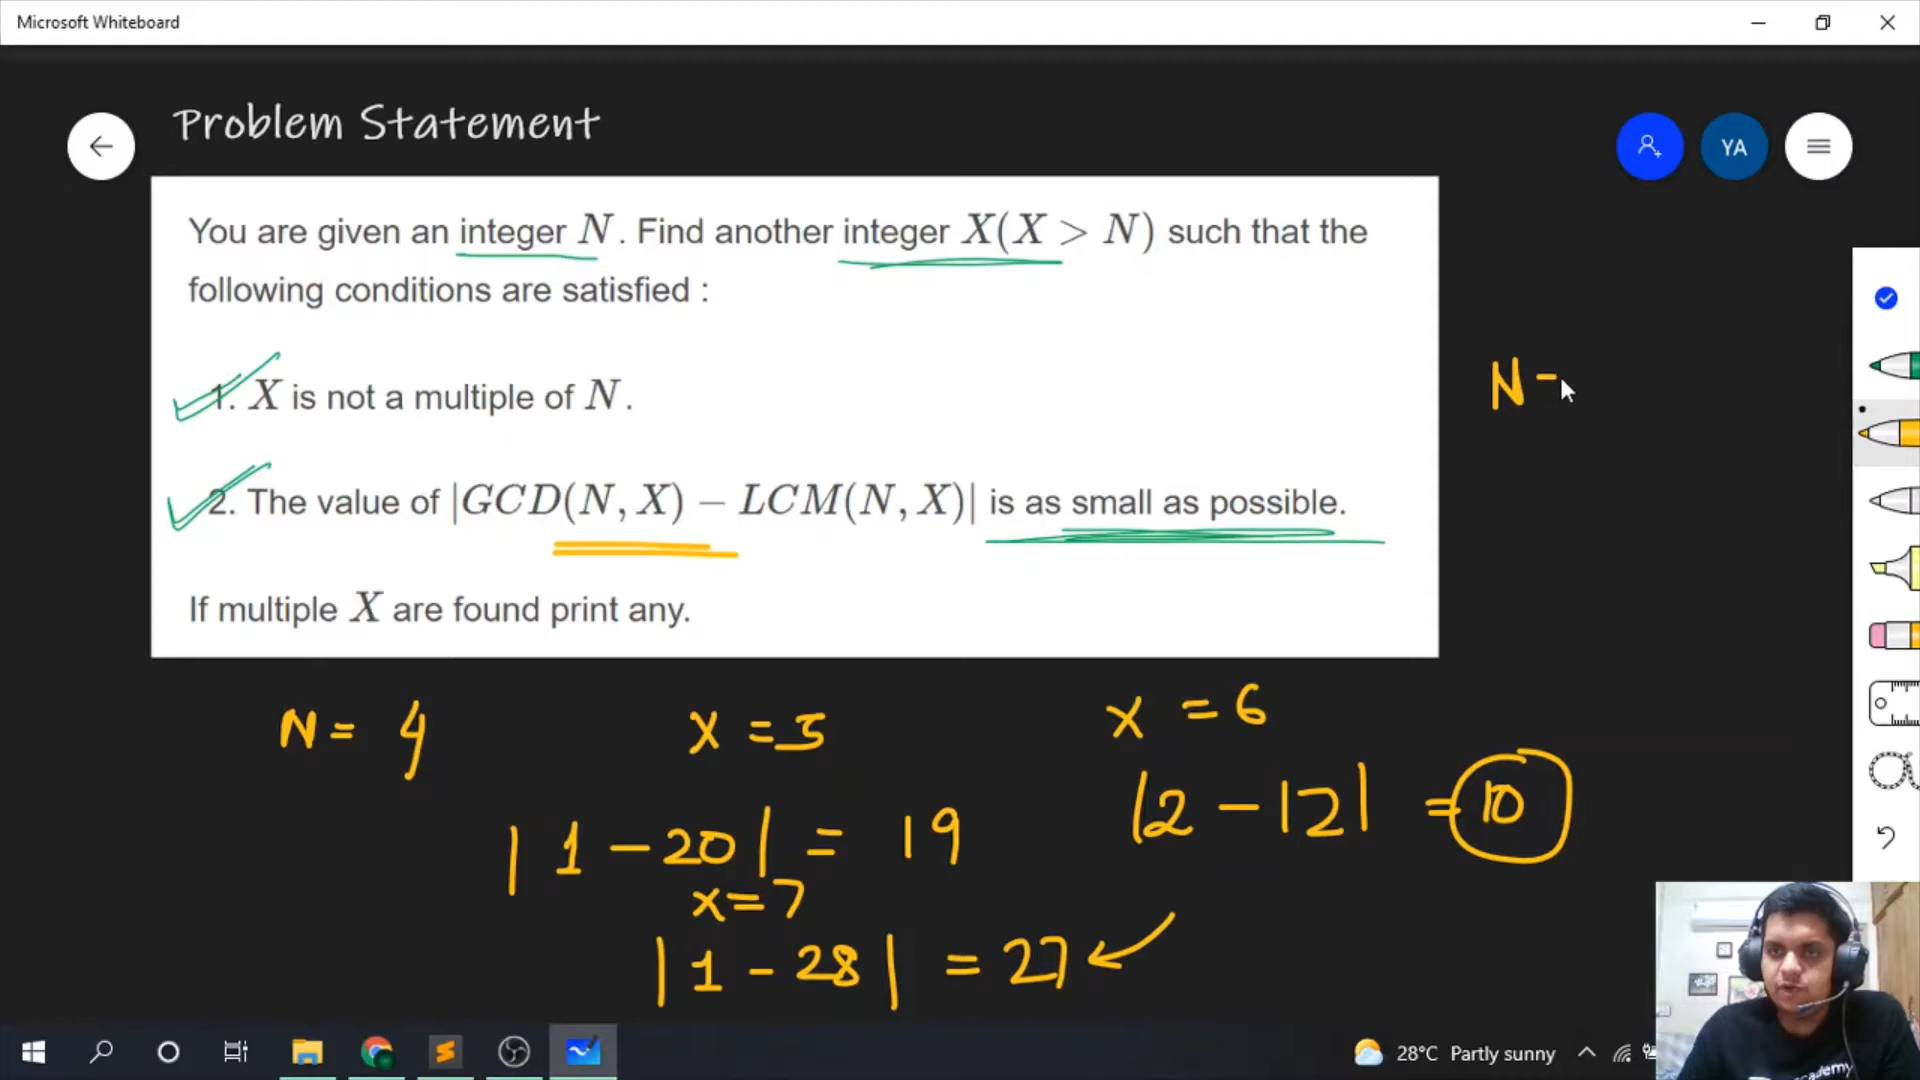 Microsoft Whiteboard
Problem Statement
YA
You are given an integer N. Find another integer X(X > N) such that the
following conditions are satisfied :
1. X is not a multiple of N.
N -
2. The value of |GCD(N, X) − LCM(N, X)| is as small as possible.
If multiple X are found print any.
N = 4
x = 5
x = 6
|2 - 12| = 10
| 1 - 20 | = 19
x = 7
| 1 - 28 | = 27
28°C Partly sunny